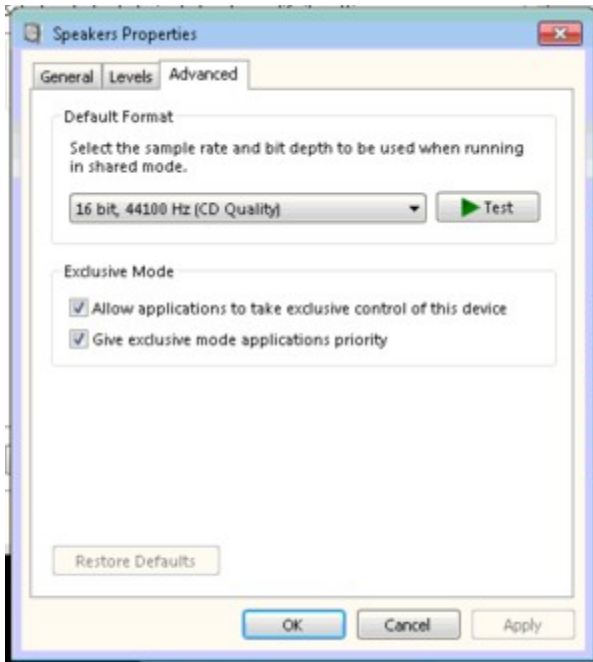 Speakers Properties
General Levels Advanced
Default Format
Select the sample rate and bit depth to be used when running
in shared mode.
16 bit, 44100 Hz (CD Quality) Test
Exclusive Mode
Allow applications to take exclusive control of this device
Give exclusive mode applications priority
Restore Defaults
OK Cancel Apply